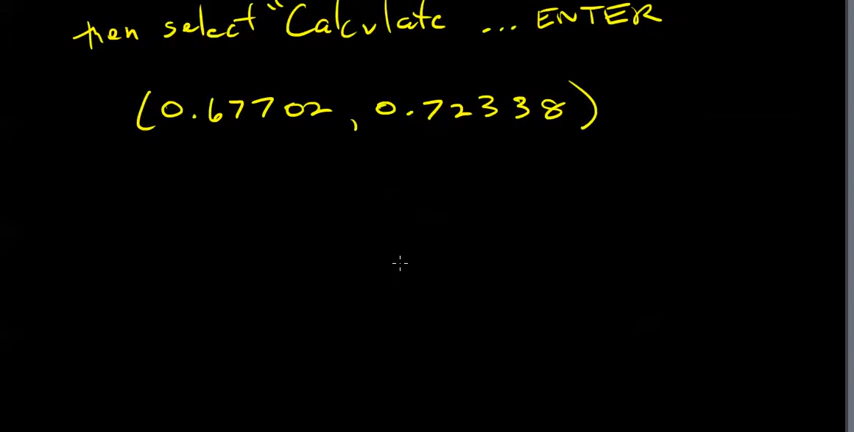 then select "Calculate ... ENTER
(0.67702, 0.72338)